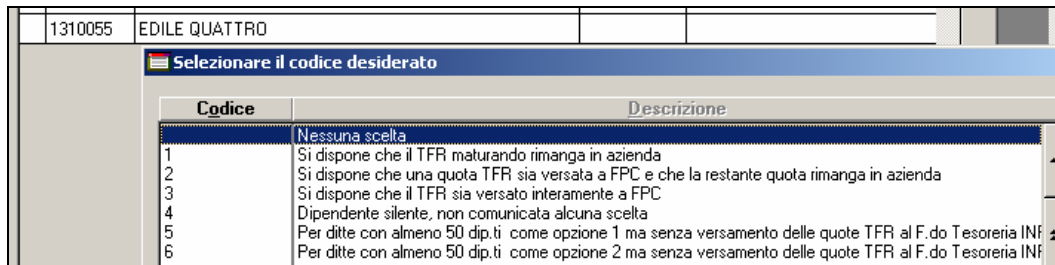 1310055 EDILE QUATTRO
Selezionare il codice desiderato
Codice Descrizione
Nessuna scelta
1 Si dispone che il TFR maturando rimanga in azienda
2 Si dispone che una quota TFR sia versata a FPC e che la restante quota rimanga in azienda
3 Si dispone che il TFR sia versato interamente a FPC
4 Dipendente silente, non comunicata alcuna scelta
5 Per ditte con almeno 50 dip.ti come opzione 1 ma senza versamento delle quote TFR al F.do Tesoreria
6 Per ditte con almeno 50 dip.ti come opzione 2 ma senza versamento delle quote TFR al F.do Tesoreria